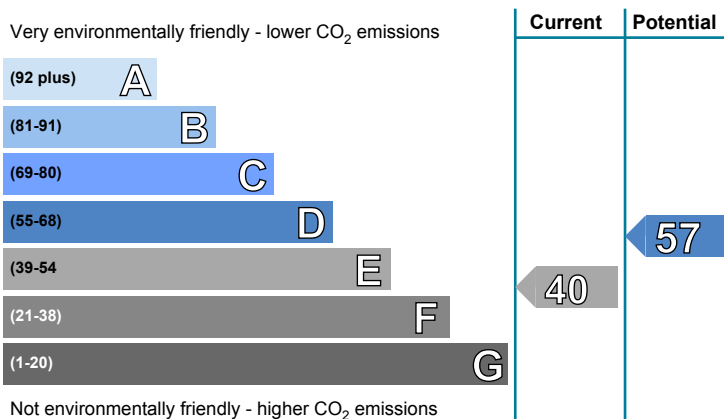 Very environmentally friendly - lower CO2 emissions
Current
Potential
(92 plus) A
(81-91) B
(69-80) C
(55-68) D
57
(39-54 E
40
(21-38) F
(1-20) G
Not environmentally friendly - higher CO2 emissions